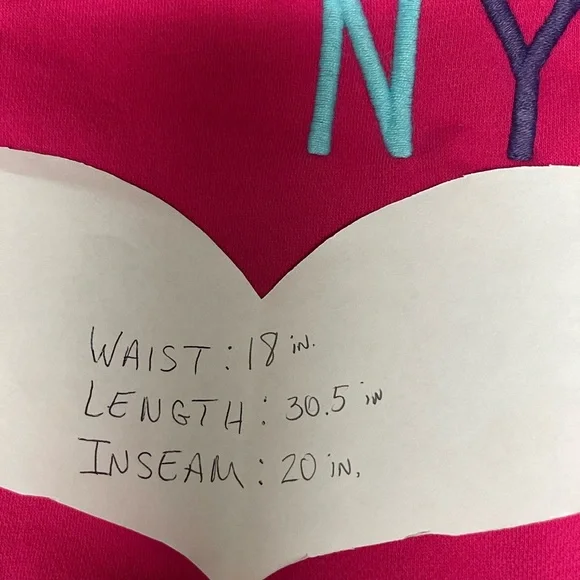 NY
WAIST: 18 in.
LENGTH: 30.5 in
INSEAM: 20 in.